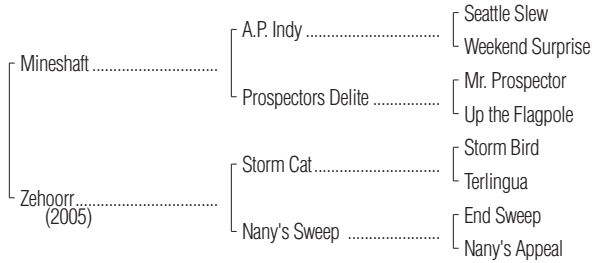 Seattle Slew
A.P. Indy ..............................
Weekend Surprise
Mineshaft ............................
Mr. Prospector
Prospectors Delite ...............
Up the Flagpole
Storm Bird
Storm Cat............................
Terlingua
Zehoorr................................
(2005)
End Sweep
Nany's Sweep .....................
Nany's Appeal